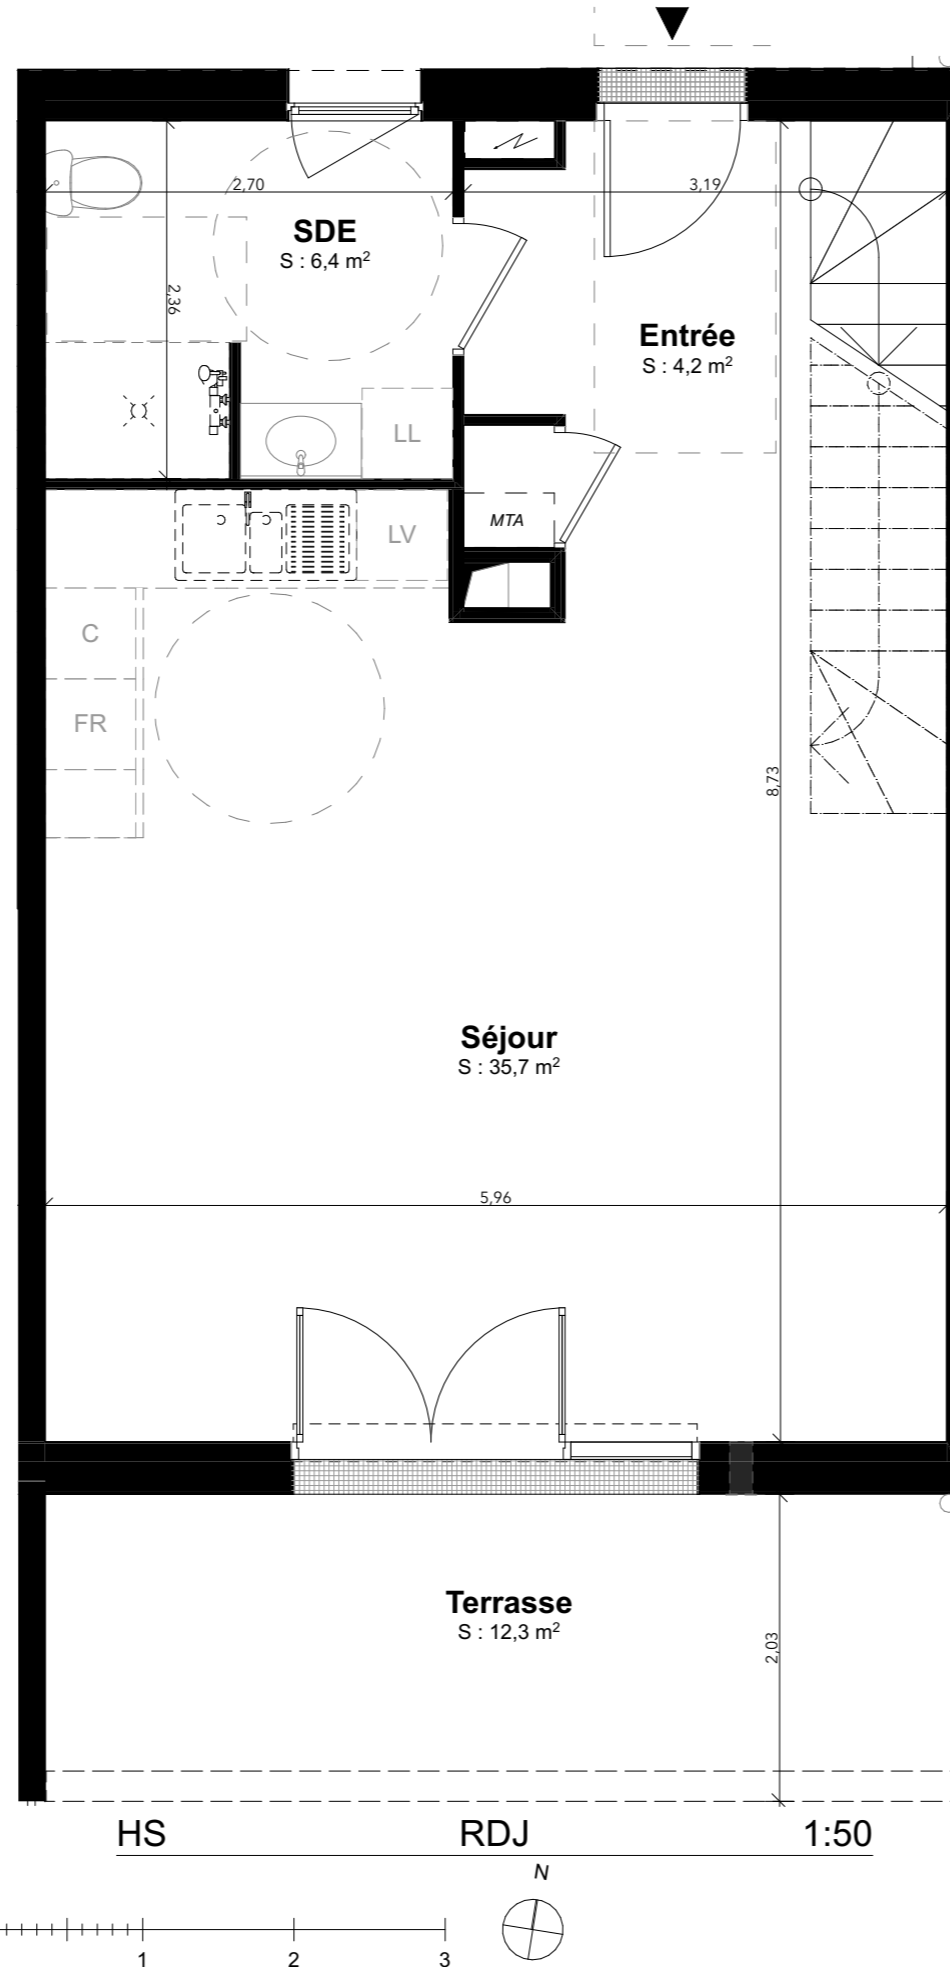 2,70
3,19
SDE
S : 6,4 m²
2,36
Entrée
S : 4,2 m²
LL
MTA
LV
C
FR
8,73
Séjour
S : 35,7 m²
5,96
Terrasse
S : 12,3 m²
2,03
HS RDJ 1:50
N
1 2 3